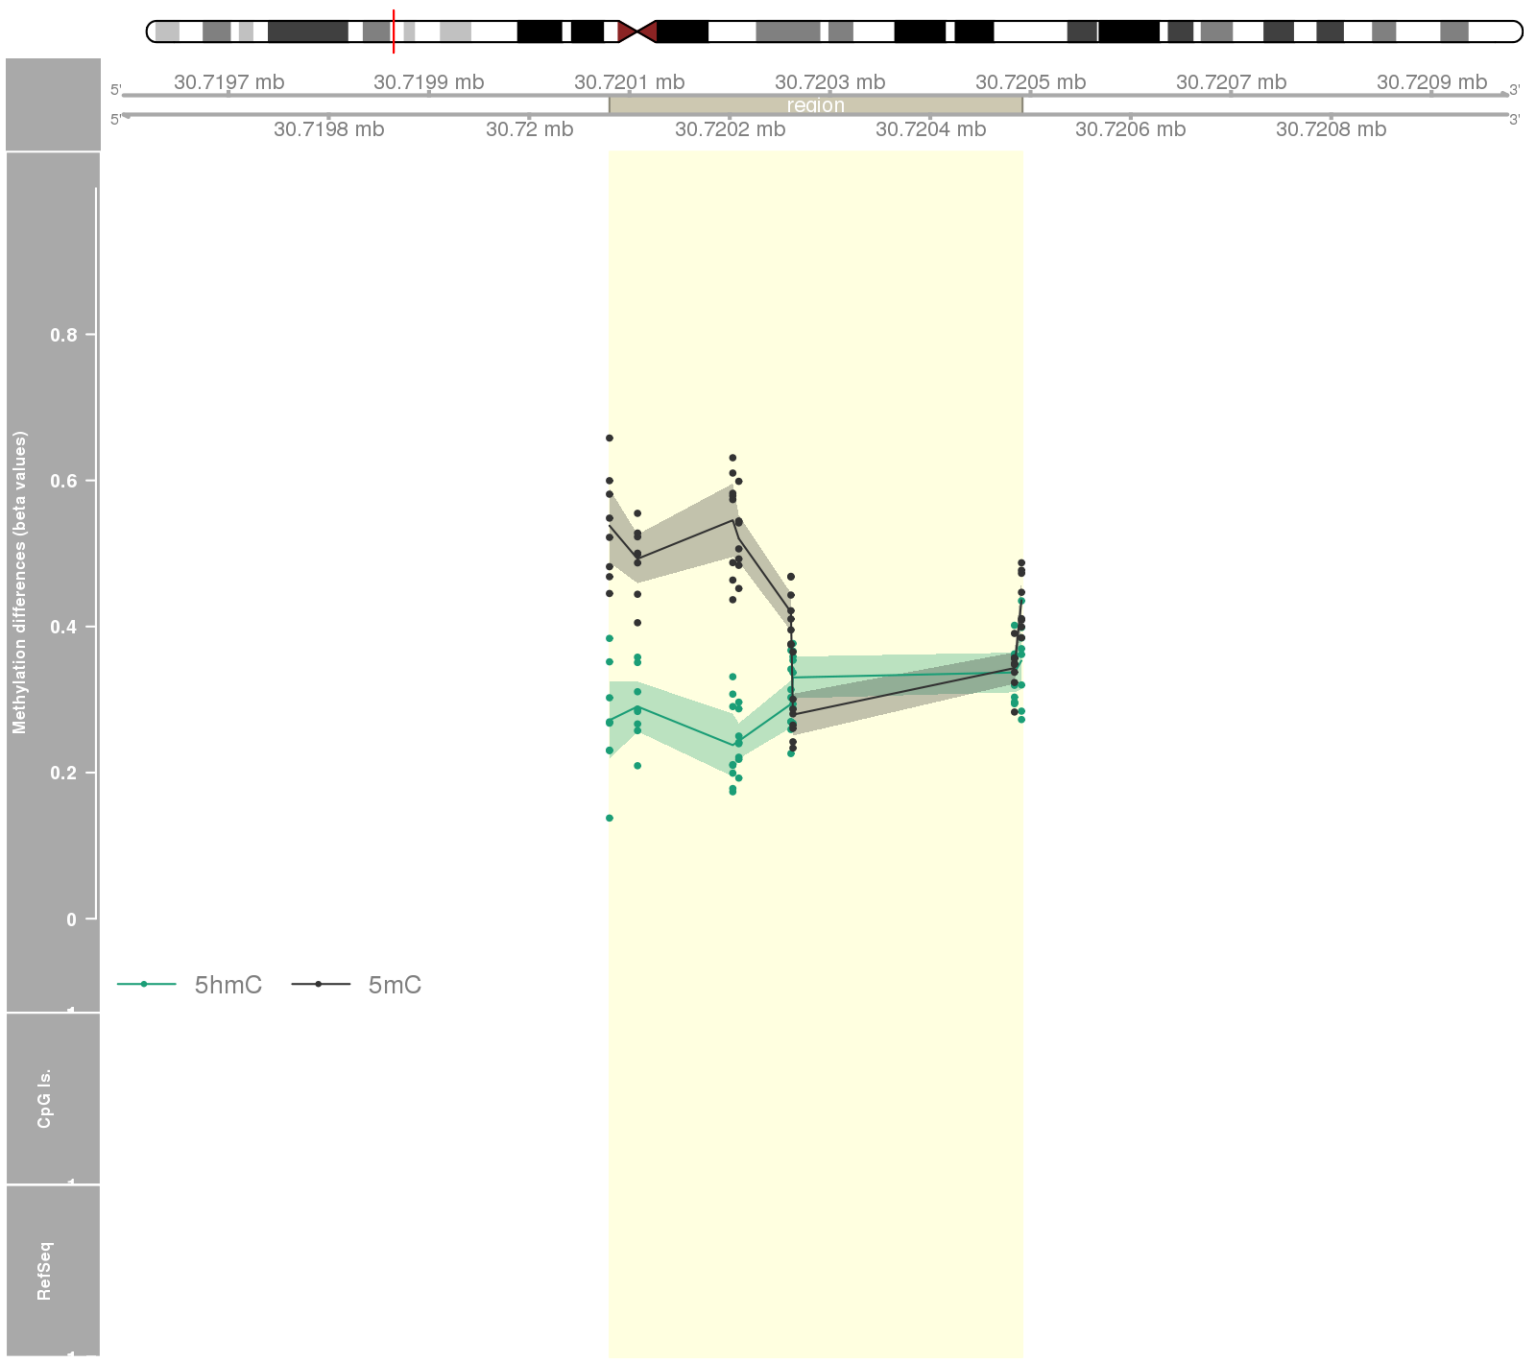 30.7197 mb 30.7199 mb 30.7201 mb 30.7203 mb 30.7205 mb 30.7207 mb 30.7209 mb
5' 3'
region
5' 3'
30.7198 mb 30.72 mb 30.7202 mb 30.7204 mb 30.7206 mb 30.7208 mb
Methylation differences (beta values)
0.8
0.6
0.4
0.2
0
5hmC 5mC
CpG Is.
RefSeq